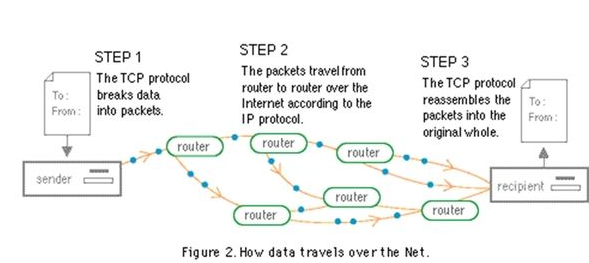 STEP 1
The TCP protocol
breaks data
into packets.
STEP 2
The packets travel from
router to router over the
Internet according to the
IP protocol.
STEP 3
The TCP protocol
reassembles the
packets into the
original whole.
To :
From :
To :
From :
router
router
router
sender
router
router
router
recipient
Figure 2. How data travels over the Net.